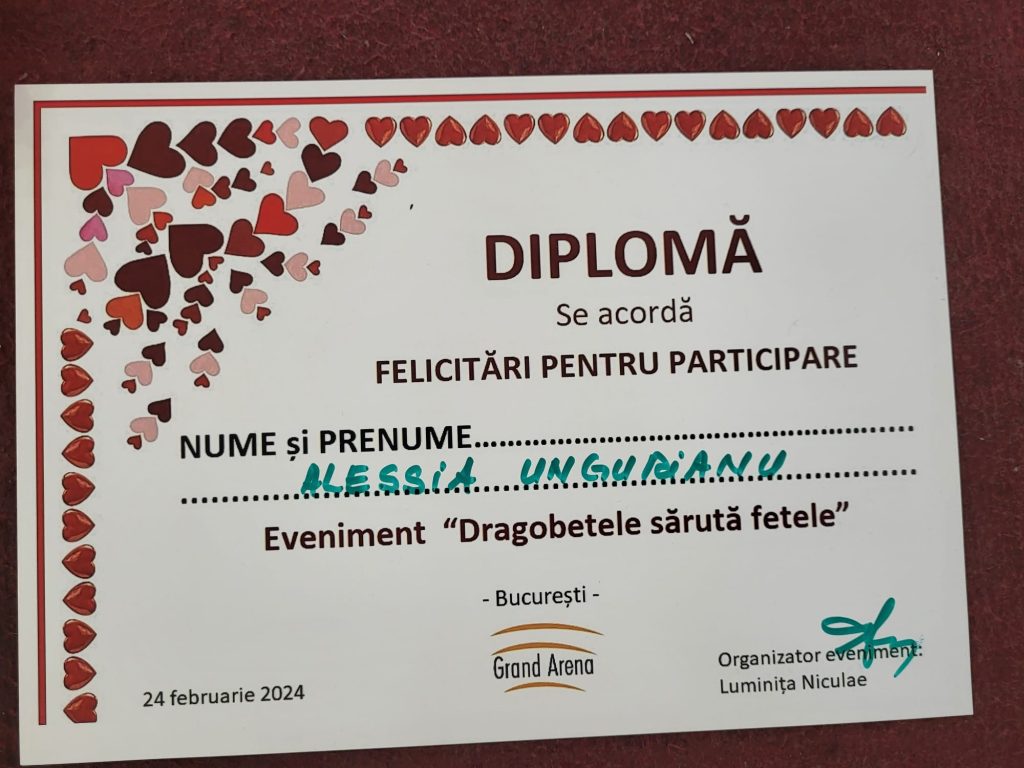 DIPLOMĂ
Se acordă
FELICITĂRI PENTRU PARTICIPARE
NUME și PRENUME................................................
ALESSIA UNGURIANU
Eveniment “Dragobetele sărută fetele”
- București -
Grand Arena
Organizator eveniment:
Luminița Niculae
24 februarie 2024